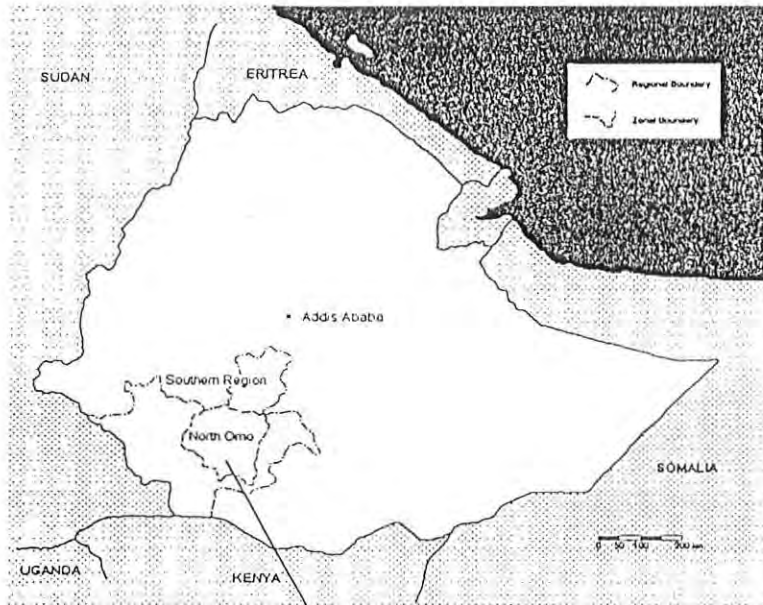 SUDAN
ERITREA
Regional Boundary
Zonal Boundary
Addis Ababa
Southern Region
North Omo
SOMALIA
UGANDA
KENYA